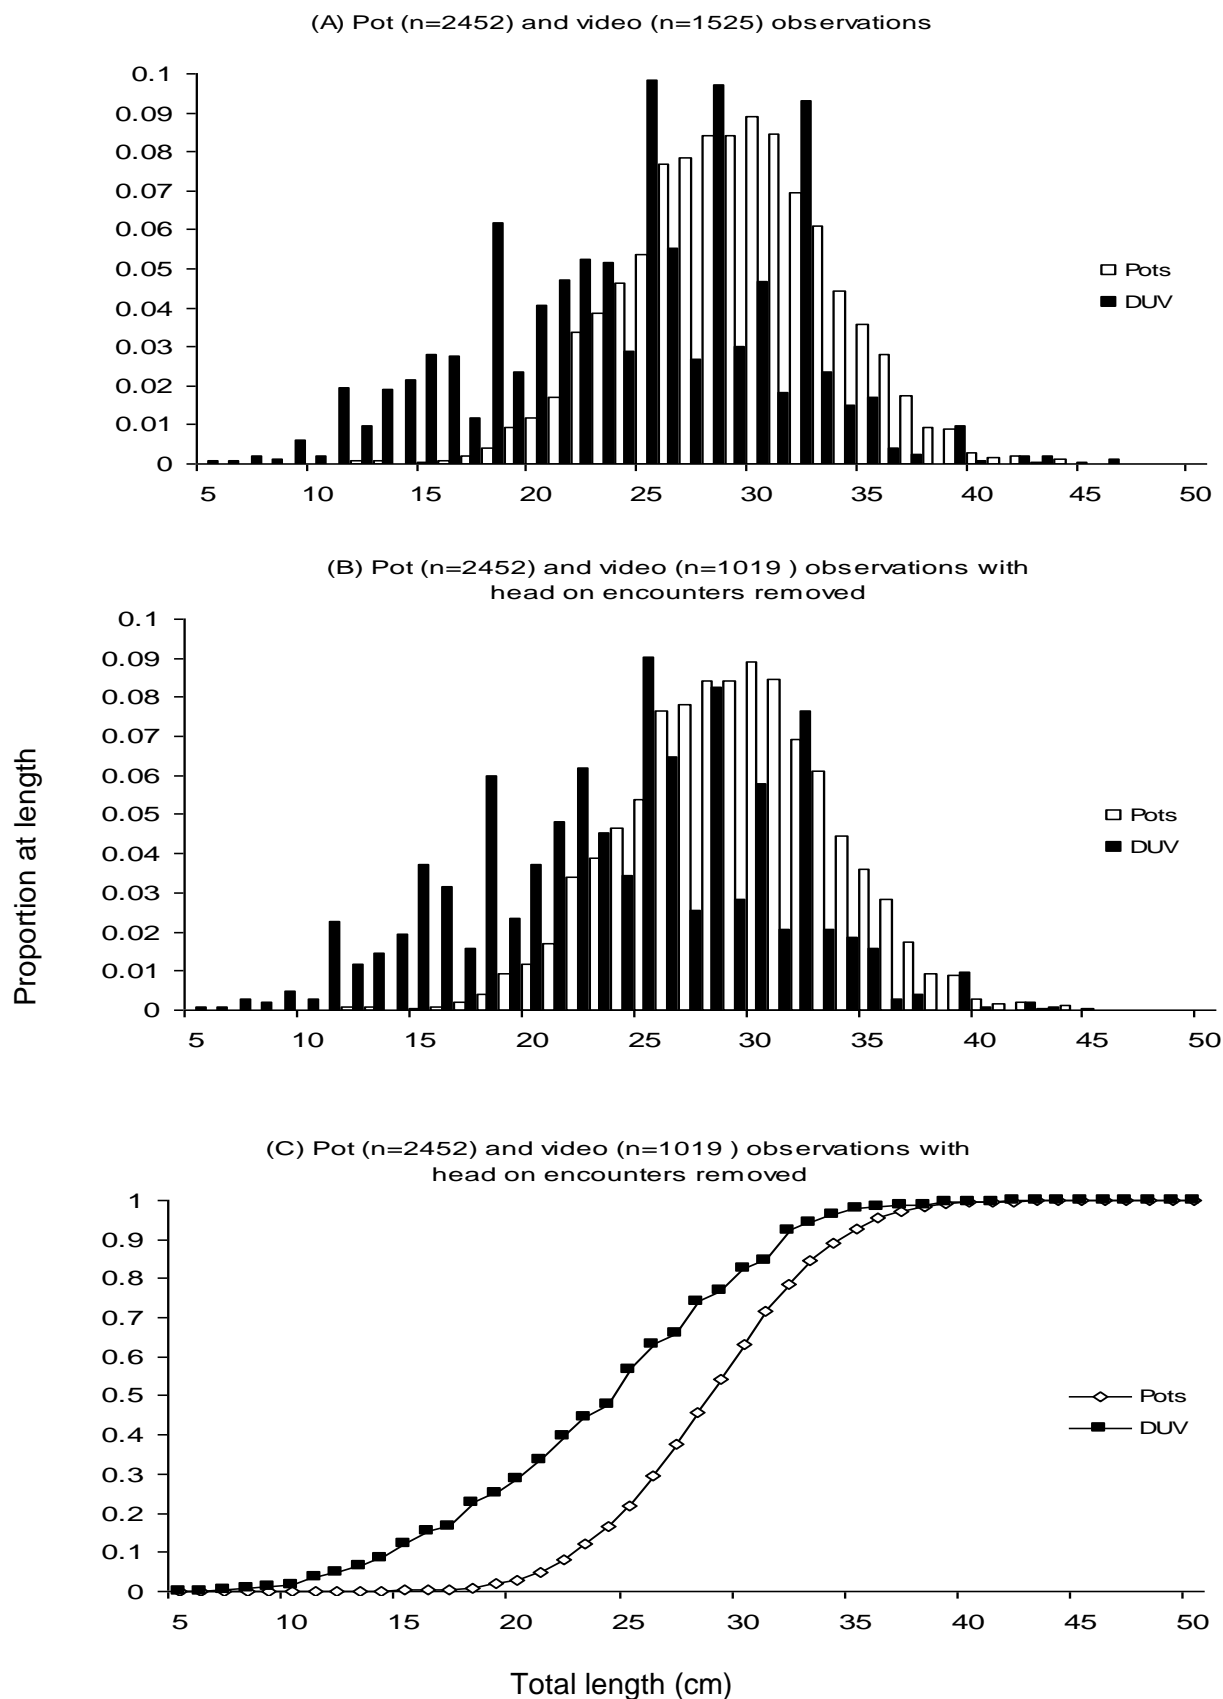 (A) Pot (n=2452) and video (n=1525) observations
0.1
0.09
0.08
0.07
0.06
0.05
0.04
0.03
0.02
0.01
0
Pots
DUV
5 10 15 20 25 30 35 40 45 50
(B) Pot (n=2452) and video (n=1019 ) observations with
head on encounters removed
0.1
0.09
0.08
0.07
0.06
0.05
0.04
0.03
0.02
0.01
0
Pots
DUV
5 10 15 20 25 30 35 40 45 50
Proportion at length
(C) Pot (n=2452) and video (n=1019 ) observations with
head on encounters removed
1
0.9
0.8
0.7
0.6
0.5
0.4
0.3
0.2
0.1
0
Pots
DUV
5 10 15 20 25 30 35 40 45 50
Total length (cm)